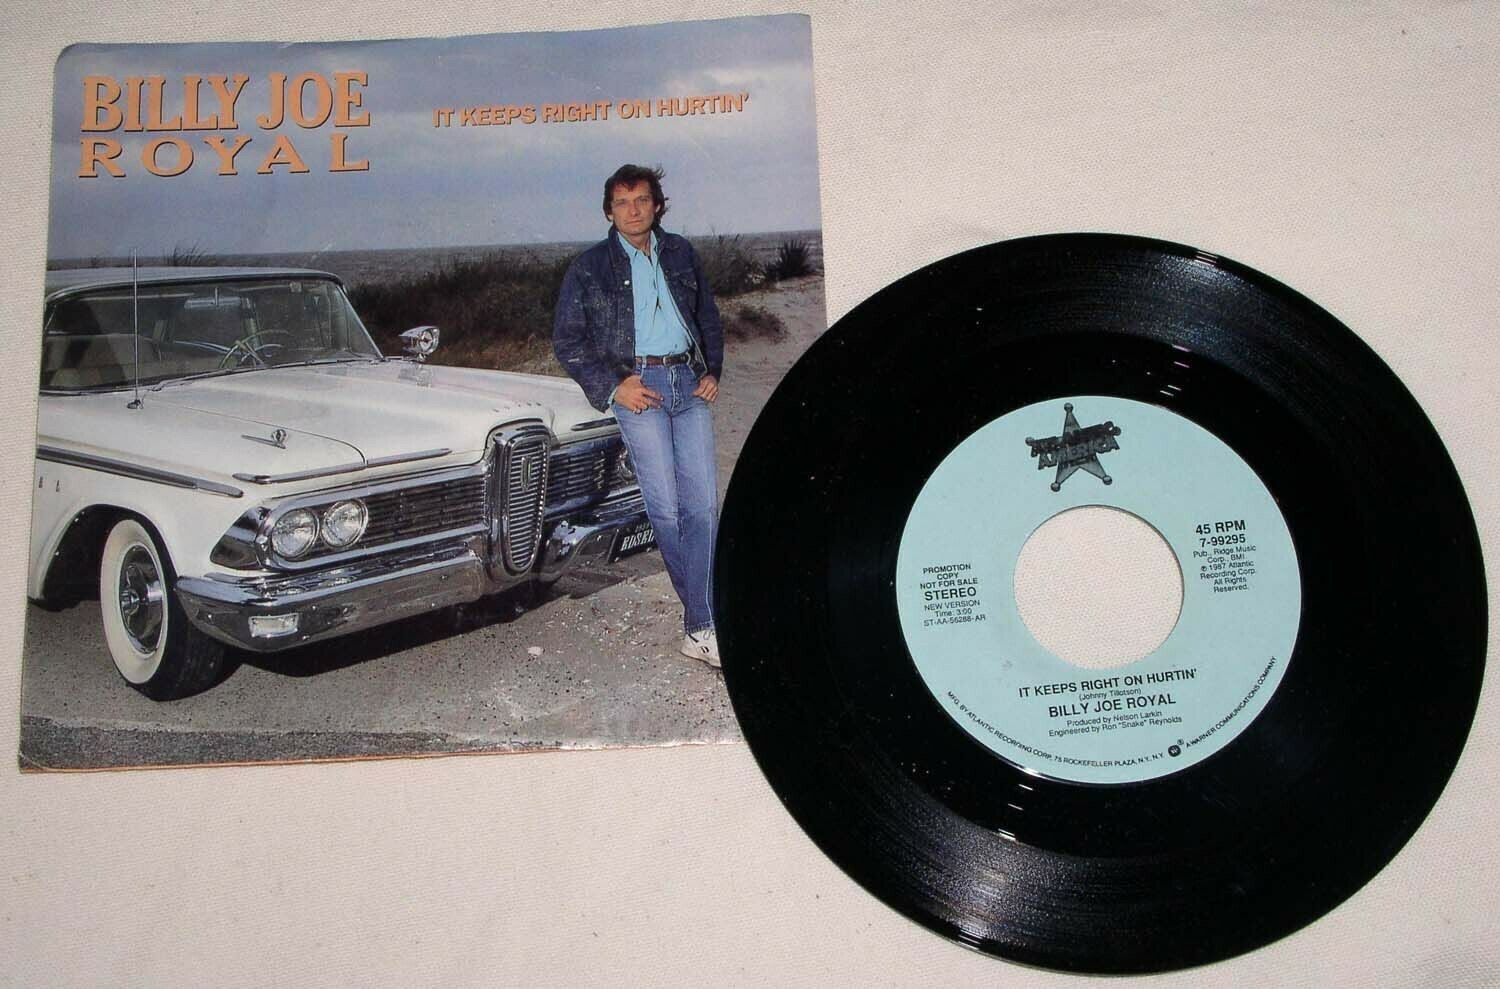 BILLY JOE
ROYAL
IT KEEPS RIGHT ON HURTIN'
ATLANTIC
AMERICA
45 RPM
7-99295
Pub., Ridge Music
Corp., BMI
℗ 1987 Atlantic
Recording Corp.
All Rights
Reserved.
PROMOTION
COPY
NOT FOR SALE
STEREO
NEW VERSION
Time: 3:00
ST-AA-56288-AR
IT KEEPS RIGHT ON HURTIN'
(Johnny Tillotson)
BILLY JOE ROYAL
Produced by Nelson Larkin
Engineered by Ron "Snake" Reynolds
MFG. BY ATLANTIC RECORDING CORP., 75 ROCKEFELLER PLAZA, N.Y., N.Y. W ® A WARNER COMMUNICATIONS COMPANY